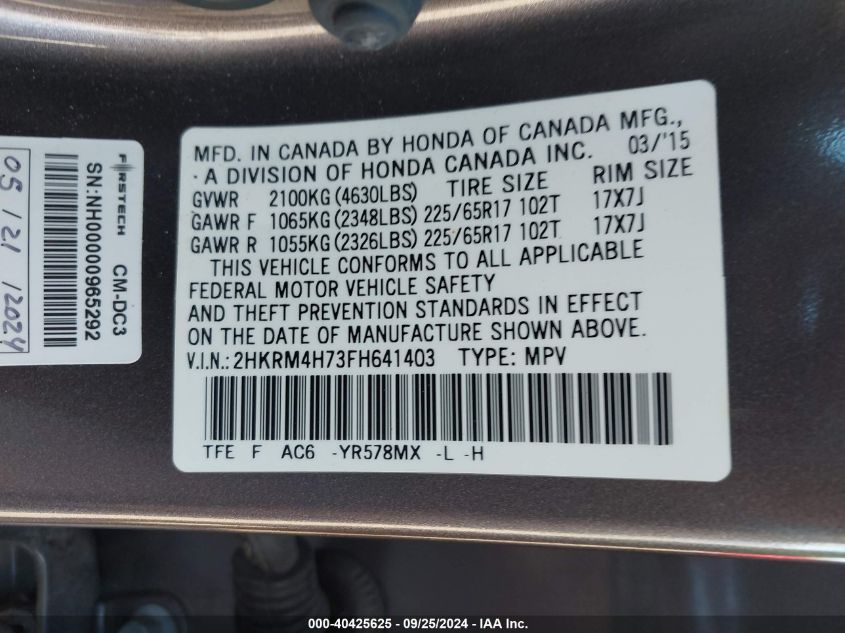 MFD. IN CANADA BY HONDA OF CANADA MFG.,
· A DIVISION OF HONDA CANADA INC. 03/'15
GVWR 2100KG (4630LBS) TIRE SIZE RIM SIZE
GAWR F 1065KG (2348LBS) 225/65R17 102T 17X7J
GAWR R 1055KG (2326LBS) 225/65R17 102T 17X7J
THIS VEHICLE CONFORMS TO ALL APPLICABLE
FEDERAL MOTOR VEHICLE SAFETY
AND THEFT PREVENTION STANDARDS IN EFFECT
ON THE DATE OF MANUFACTURE SHOWN ABOVE.
V.I.N.: 2HKRM4H73FH641403 TYPE: MPV
TFE F AC6 -YR578MX -L -H
FIRSTECH CM-DC3
SN:NH00000965292
05 / 21 / 2024
000-40425625 - 09/25/2024 - IAA Inc.